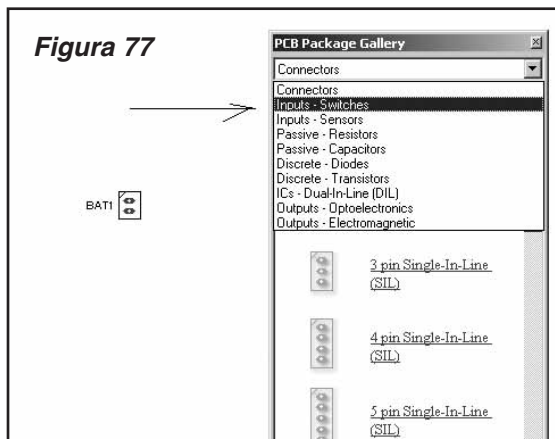 Figura 77
PCB Package Gallery
Connectors
Connectors
Inputs - Switches
Inputs - Sensors
Passive - Resistors
Passive - Capacitors
Discrete - Diodes
Discrete - Transistors
ICs - Dual-In-Line (DIL)
Outputs - Optoelectronics
Outputs - Electromagnetic
BAT1
3 pin Single-In-Line
(SIL)
4 pin Single-In-Line
(SIL)
5 pin Single-In-Line
(SIL)